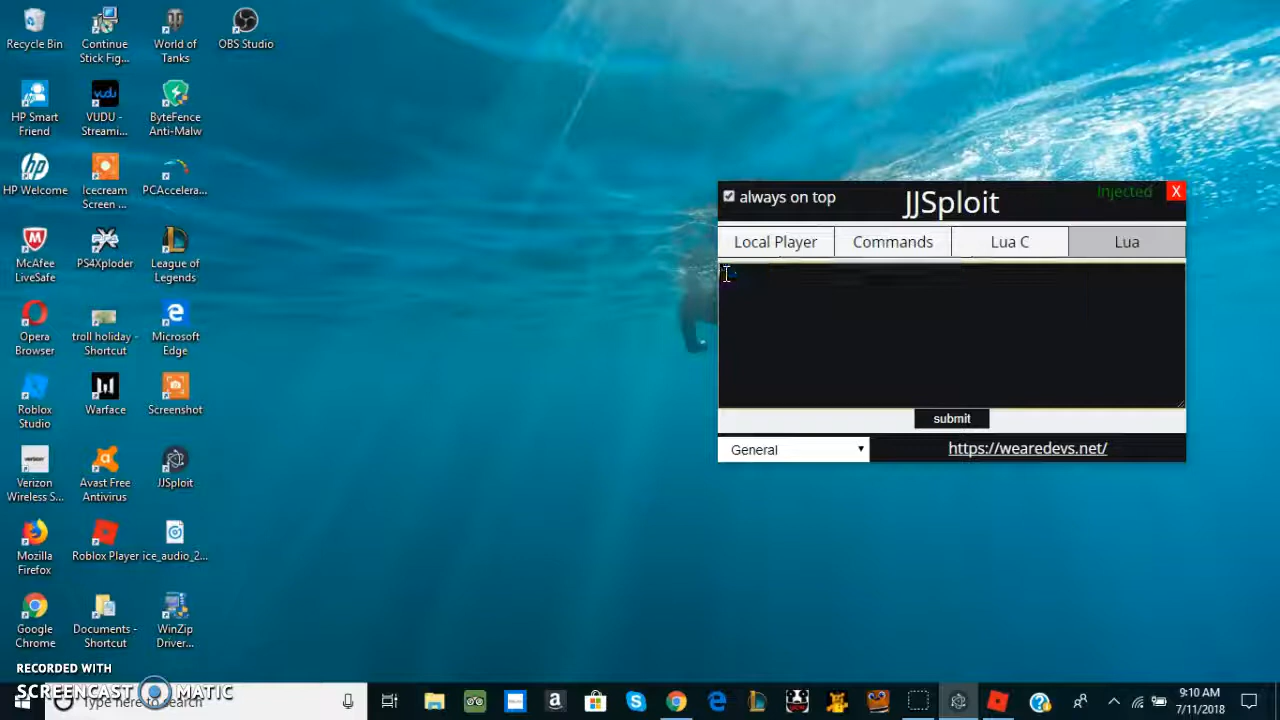 Recycle Bin
Continue
Stick Fig...
World of
Tanks
OBS Studio
HP Smart
Friend
VUDU -
Streami...
ByteFence
Anti-Malw
HP Welcome
Icecream
Screen ...
PCAccelera...
McAfee
LiveSafe
PS4Xploder
League of
Legends
Opera
Browser
troll holiday -
Shortcut
Microsoft
Edge
Roblox
Studio
Warface
Screenshot
Verizon
Wireless S...
Avast Free
Antivirus
JJSploit
Mozilla
Firefox
Roblox Player
ice_audio_2...
Google
Chrome
Documents -
Shortcut
WinZip
Driver...
always on top
JJSploit
Injected
X
Local Player
Commands
Lua C
Lua
submit
General
https://wearedevs.net/
RECORDED WITH
SCREENCAST MATIC
Type here to search
9:10 AM
7/11/2018